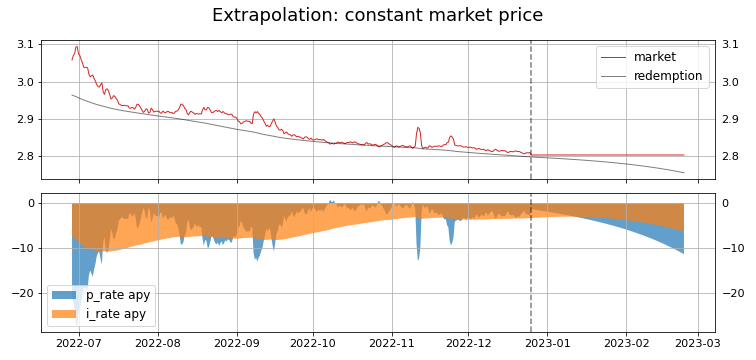 Extrapolation: constant market price
3.1 3.1
market
redemption
3.0 3.0
2.9 2.9
2.8 2.8
0 0
−10 −10
p_rate apy
−20 −20
i_rate apy
2022-07 2022-08 2022-09 2022-10 2022-11 2022-12 2023-01 2023-02 2023-03